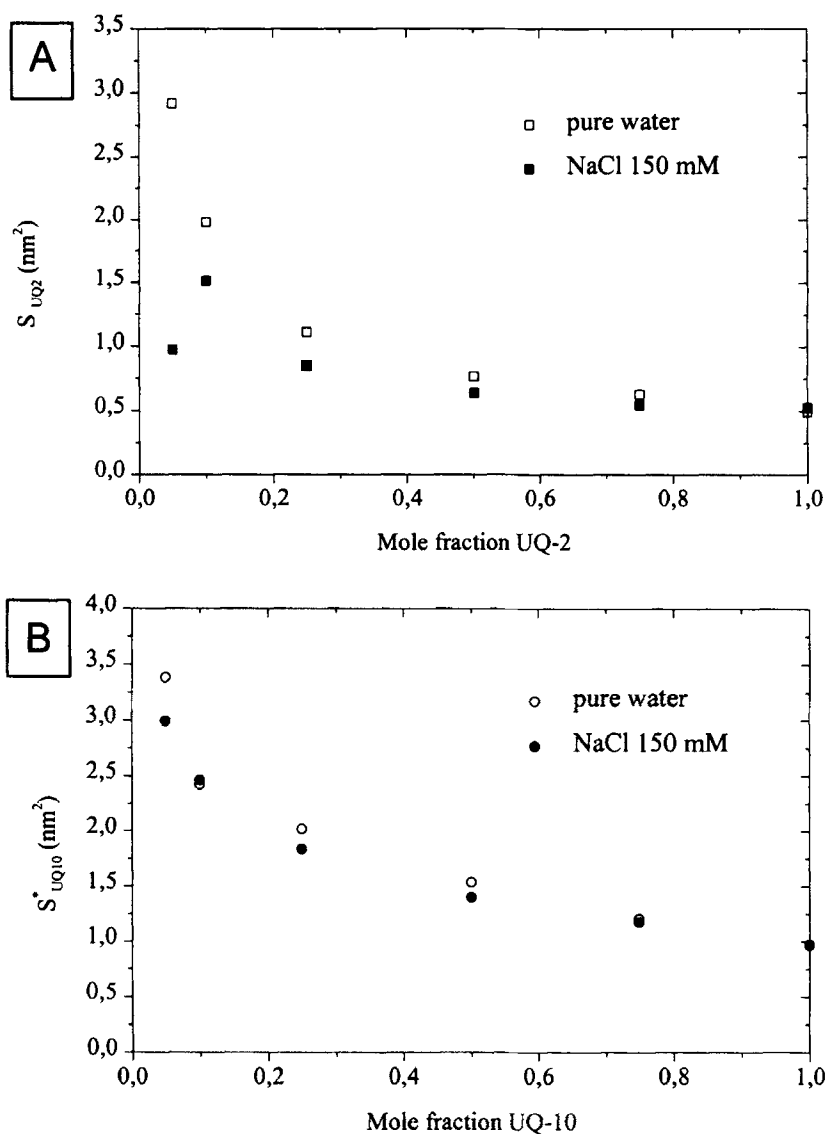 A
3,5
3,0
2,5
2,0
1,5
1,0
0,5
0,0
S UQ2 (nm²)
pure water
NaCl 150 mM
0,0 0,2 0,4 0,6 0,8 1,0
Mole fraction UQ-2
B
4,0
3,5
3,0
2,5
2,0
1,5
1,0
0,5
0,0
S*UQ10 (nm²)
pure water
NaCl 150 mM
0,0 0,2 0,4 0,6 0,8 1,0
Mole fraction UQ-10